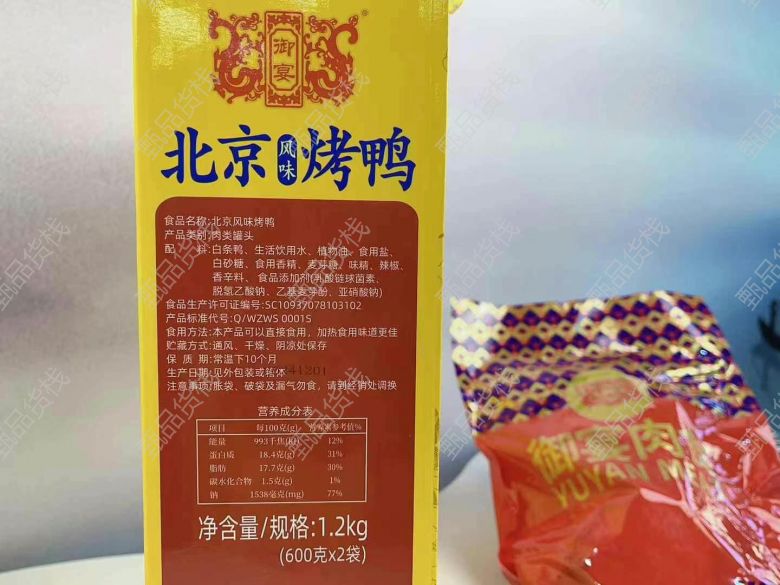 御宴
®
北京风味烤鸭
食品名称:北京风味烤鸭
产品类别:肉类罐头
配 料:白条鸭、生活饮用水、植物油、食用盐、
白砂糖、食用香精、麦芽糖、味精、辣椒、
香辛料、食品添加剂(乳酸链球菌素、
脱氢乙酸钠、乙基麦芽酚、亚硝酸钠)
食品生产许可证编号:SC10937078103102
产品标准代号:Q/WZWS 0001S
食用方法:本产品可以直接食用，加热食用味道更佳
贮藏方式:通风、干燥、阴凉处保存
保 质 期:常温下10个月
生产日期:见外包装或箱体
注意事项:胀袋、破袋及漏气勿食，请到经销处调换
营养成分表
项目 每100克(g) 营养素参考值%
能量 993千焦(KJ) 12%
蛋白质 18.4克(g) 31%
脂肪 17.7克(g) 30%
碳水化合物 1.5克(g) 1%
钠 1538毫克(mg) 77%
净含量/规格:1.2kg
(600克x2袋)
御宴肉
YUYAN
甄品货栈